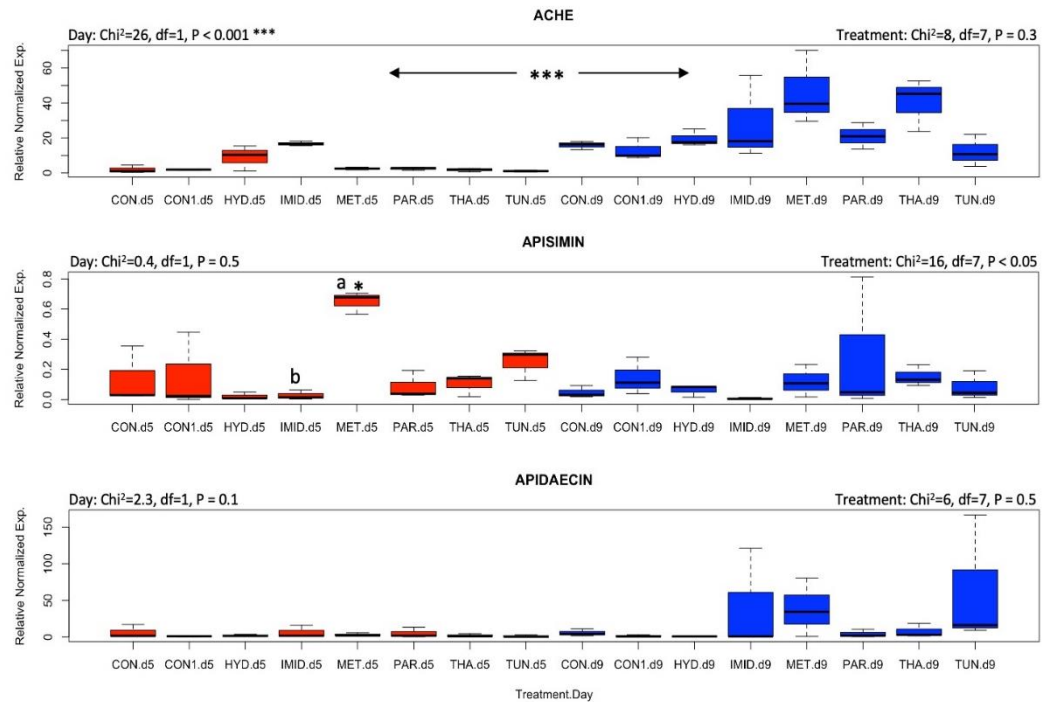 ACHE
Day: Chi²=26, df=1, P < 0.001 *** Treatment: Chi²=8, df=7, P = 0.3
Relative Normalized Exp.
60
40
20
0
***
CON.d5 CON1.d5 HYD.d5 IMID.d5 MET.d5 PAR.d5 THA.d5 TUN.d5 CON.d9 CON1.d9 HYD.d9 IMID.d9 MET.d9 PAR.d9 THA.d9 TUN.d9
APISIMIN
Day: Chi²=0.4, df=1, P = 0.5 Treatment: Chi²=16, df=7, P < 0.05
Relative Normalized Exp.
0.8
0.6
0.4
0.2
0.0
a *
b
CON.d5 CON1.d5 HYD.d5 IMID.d5 MET.d5 PAR.d5 THA.d5 TUN.d5 CON.d9 CON1.d9 HYD.d9 IMID.d9 MET.d9 PAR.d9 THA.d9 TUN.d9
APIDAECIN
Day: Chi²=2.3, df=1, P = 0.1 Treatment: Chi²=6, df=7, P = 0.5
Relative Normalized Exp.
150
100
50
0
CON.d5 CON1.d5 HYD.d5 IMID.d5 MET.d5 PAR.d5 THA.d5 TUN.d5 CON.d9 CON1.d9 HYD.d9 IMID.d9 MET.d9 PAR.d9 THA.d9 TUN.d9
Treatment.Day